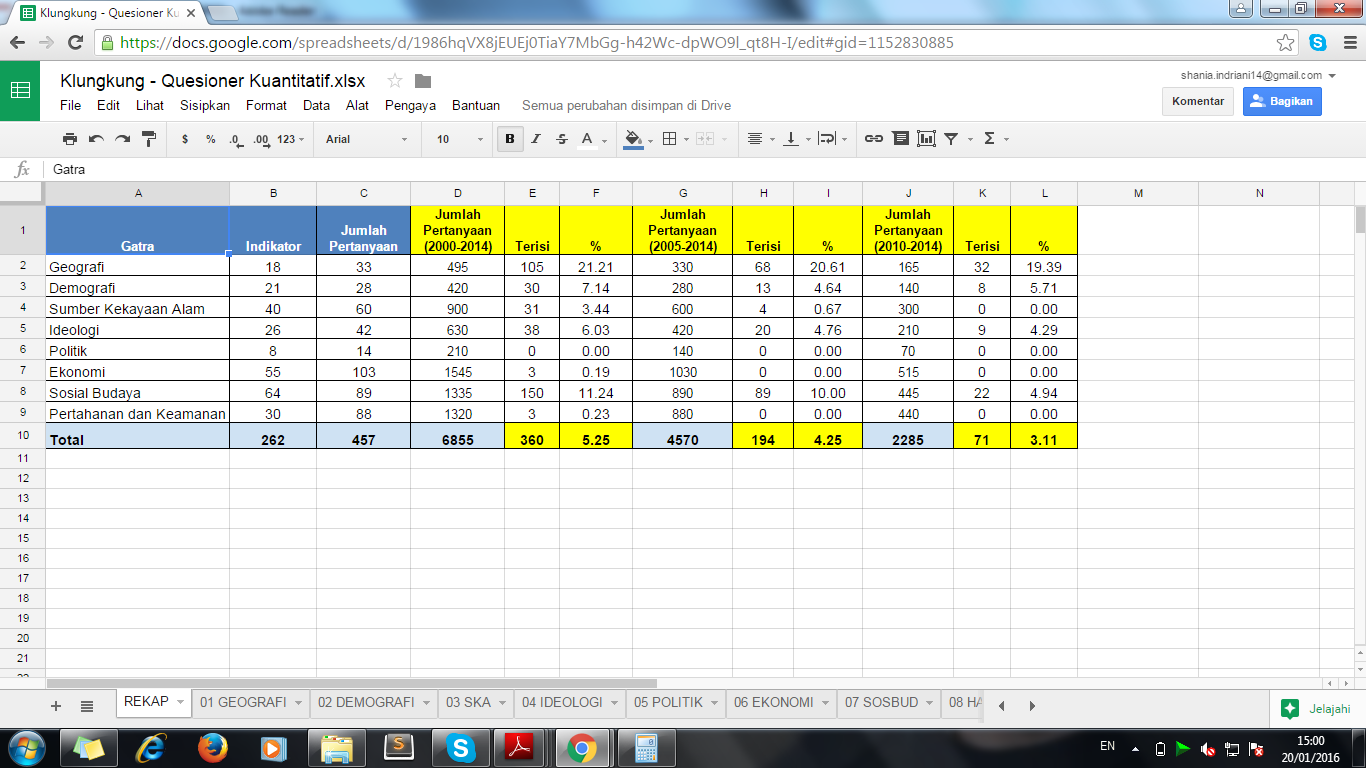 Klungkung - Quesioner Ku
https://docs.google.com/spreadsheets/d/1986hqVX8jEUEj0TiaY7MbGg-h42Wc-dpWO9l_qt8H-I/edit#gid=1152830885
Klungkung - Quesioner Kuantitatif.xlsx
shania.indriani14@gmail.com
File Edit Lihat Sisipkan Format Data Alat Pengaya Bantuan Semua perubahan disimpan di Drive
Komentar Bagikan
$ % .0 .00 123 Arial 10 B I S A Σ
fx Gatra
A B C D E F G H I J K L M N
1 Gatra Indikator Jumlah Pertanyaan Jumlah Pertanyaan (2000-2014) Terisi % Jumlah Pertanyaan (2005-2014) Terisi % Jumlah Pertanyaan (2010-2014) Terisi %
2 Geografi 18 33 495 105 21.21 330 68 20.61 165 32 19.39
3 Demografi 21 28 420 30 7.14 280 13 4.64 140 8 5.71
4 Sumber Kekayaan Alam 40 60 900 31 3.44 600 4 0.67 300 0 0.00
5 Ideologi 26 42 630 38 6.03 420 20 4.76 210 9 4.29
6 Politik 8 14 210 0 0.00 140 0 0.00 70 0 0.00
7 Ekonomi 55 103 1545 3 0.19 1030 0 0.00 515 0 0.00
8 Sosial Budaya 64 89 1335 150 11.24 890 89 10.00 445 22 4.94
9 Pertahanan dan Keamanan 30 88 1320 3 0.23 880 0 0.00 440 0 0.00
10 Total 262 457 6855 360 5.25 4570 194 4.25 2285 71 3.11
11
12
13
14
15
16
17
18
19
20
21
REKAP 01 GEOGRAFI 02 DEMOGRAFI 03 SKA 04 IDEOLOGI 05 POLITIK 06 EKONOMI 07 SOSBUD 08 HA
Jelajahi
EN
15:00
20/01/2016